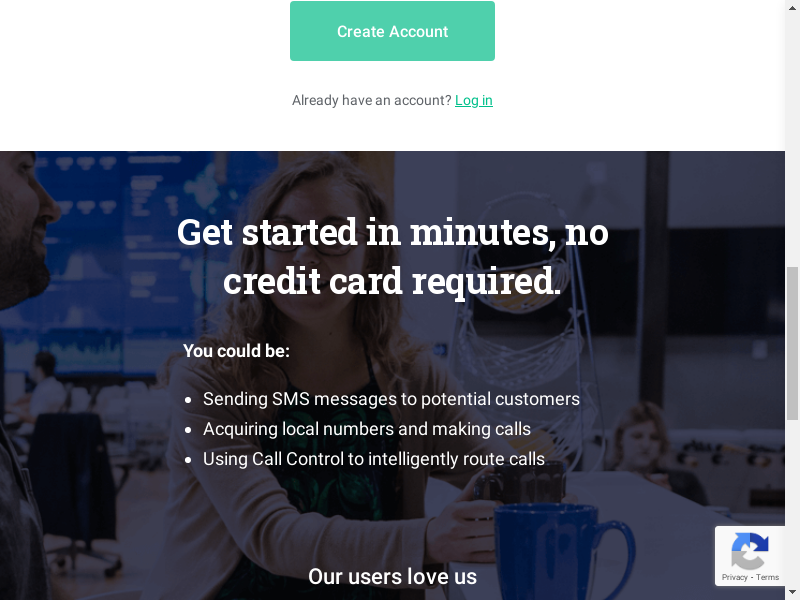 Create Account
Already have an account? Log in
Get started in minutes, no
credit card required.
You could be:
Sending SMS messages to potential customers
Acquiring local numbers and making calls
Using Call Control to intelligently route calls
Our users love us
Privacy - Terms